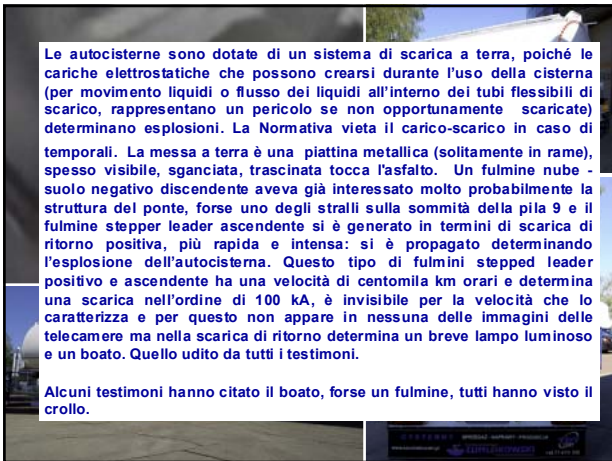 Le autocisterne sono dotate di un sistema di scarica a terra, poiché le
cariche elettrostatiche che possono crearsi durante l'uso della cisterna
(per movimento liquidi o flusso dei liquidi all'interno dei tubi flessibili di
scarico, rappresentano un pericolo se non opportunamente scaricate)
determinano esplosioni. La Normativa vieta il carico-scarico in caso di
temporali. La messa a terra è una piattina metallica (solitamente in rame),
spesso visibile, sganciata, trascinata tocca l'asfalto. Un fulmine nube -
suolo negativo discendente aveva già interessato molto probabilmente la
struttura del ponte, forse uno degli stralli sulla sommità della pila 9 e il
fulmine stepper leader ascendente si è generato in termini di scarica di
ritorno positiva, più rapida e intensa: si è propagato determinando
l'esplosione dell'autocisterna. Questo tipo di fulmini stepped leader
positivo e ascendente ha una velocità di centomila km orari e determina
una scarica nell'ordine di 100 kA, è invisibile per la velocità che lo
caratterizza e per questo non appare in nessuna delle immagini delle
telecamere ma nella scarica di ritorno determina un breve lampo luminoso
e un boato. Quello udito da tutti i testimoni.
Alcuni testimoni hanno citato il boato, forse un fulmine, tutti hanno visto il
crollo.